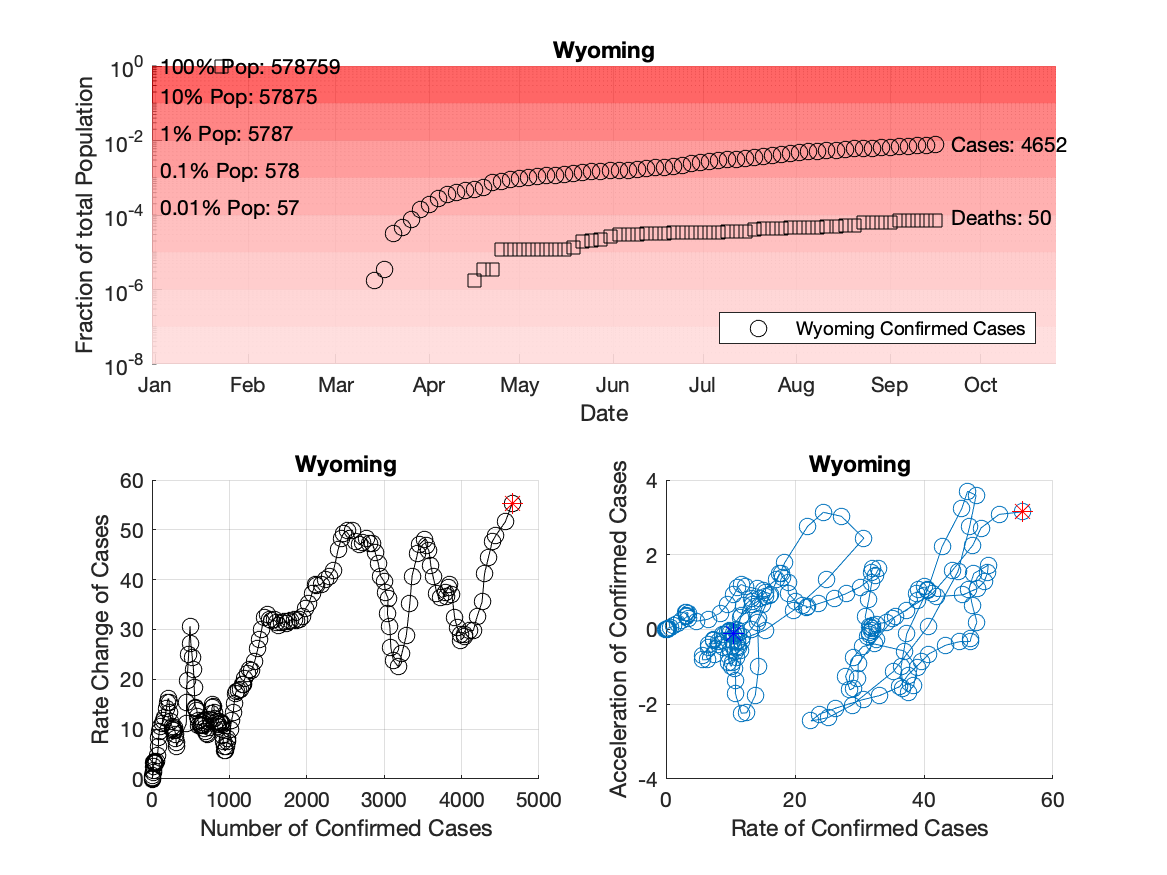 Wyoming
10^0
10^-2
10^-4
10^-6
10^-8
Fraction of total Population
100% Pop: 578759
10% Pop: 57875
1% Pop: 5787
0.1% Pop: 578
0.01% Pop: 57
Cases: 4652
Deaths: 50
Wyoming Confirmed Cases
Jan Feb Mar Apr May Jun Jul Aug Sep Oct
Date
Wyoming
60
50
40
30
20
10
0
Rate Change of Cases
0 1000 2000 3000 4000 5000
Number of Confirmed Cases
Wyoming
4
2
0
-2
-4
Acceleration of Confirmed Cases
0 20 40 60
Rate of Confirmed Cases